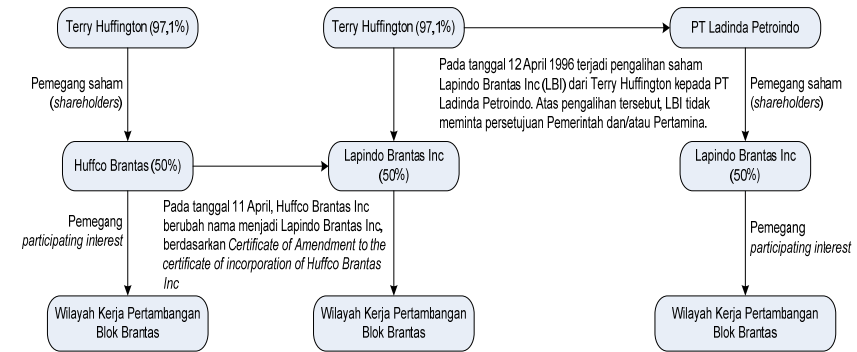 Terry Huffington (97,1%)
Terry Huffington (97,1%)
PT Ladinda Petroindo
Pemegang saham
(shareholders)
Pada tanggal 12 April 1996 terjadi pengalihan saham
Lapindo Brantas Inc (LBI) dari Terry Huffington kepada PT
Ladinda Petroindo. Atas pengalihan tersebut, LBI tidak
meminta persetujuan Pemerintah dan/atau Pertamina.
Pemegang saham
(shareholders)
Huffco Brantas (50%)
Lapindo Brantas Inc
(50%)
Lapindo Brantas Inc
(50%)
Pemegang
participating interest
Pada tanggal 11 April, Huffco Brantas Inc
berubah nama menjadi Lapindo Brantas Inc,
berdasarkan Certificate of Amendment to the
certificate of incorporation of Huffco Brantas
Inc
Pemegang
participating interest
Wilayah Kerja Pertambangan
Blok Brantas
Wilayah Kerja Pertambangan
Blok Brantas
Wilayah Kerja Pertambangan
Blok Brantas